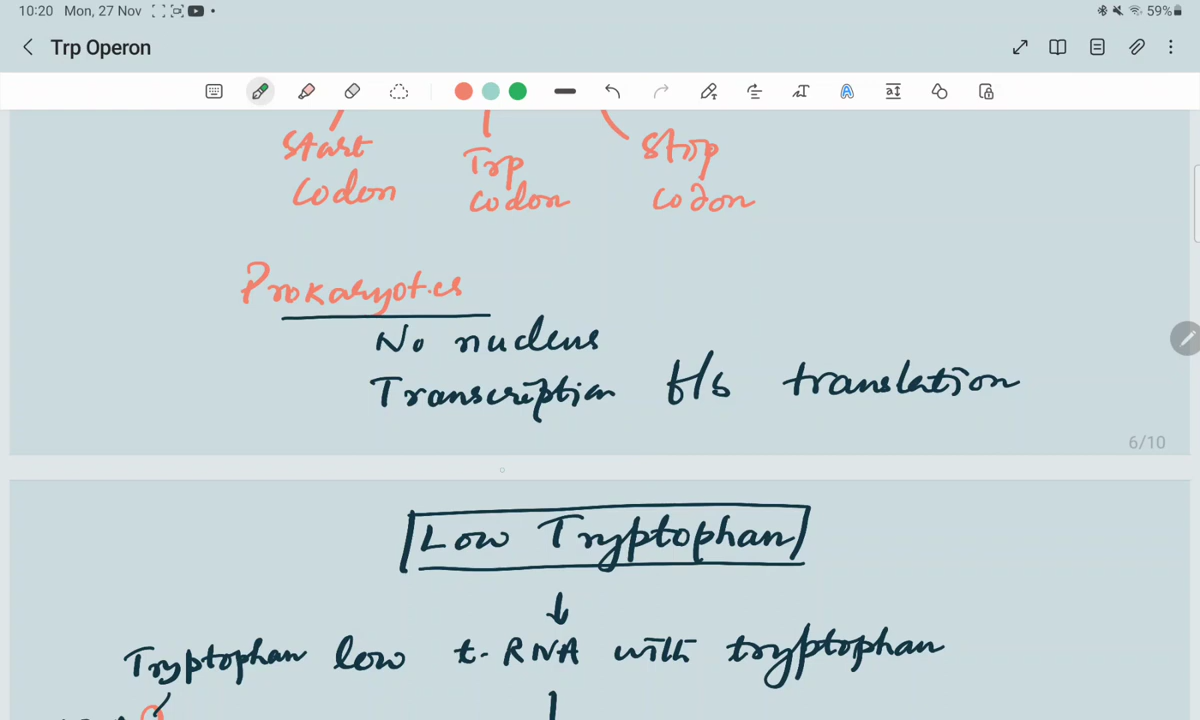 10:20 Mon, 27 Nov
59%
Trp Operon
Start
Codon
Trp
codon
Stop
codon
Prokaryotes
No nucleus
Transcription t/s translation
6/10
Low Tryptophan
Tryptophan low t-RNA with tryptophan